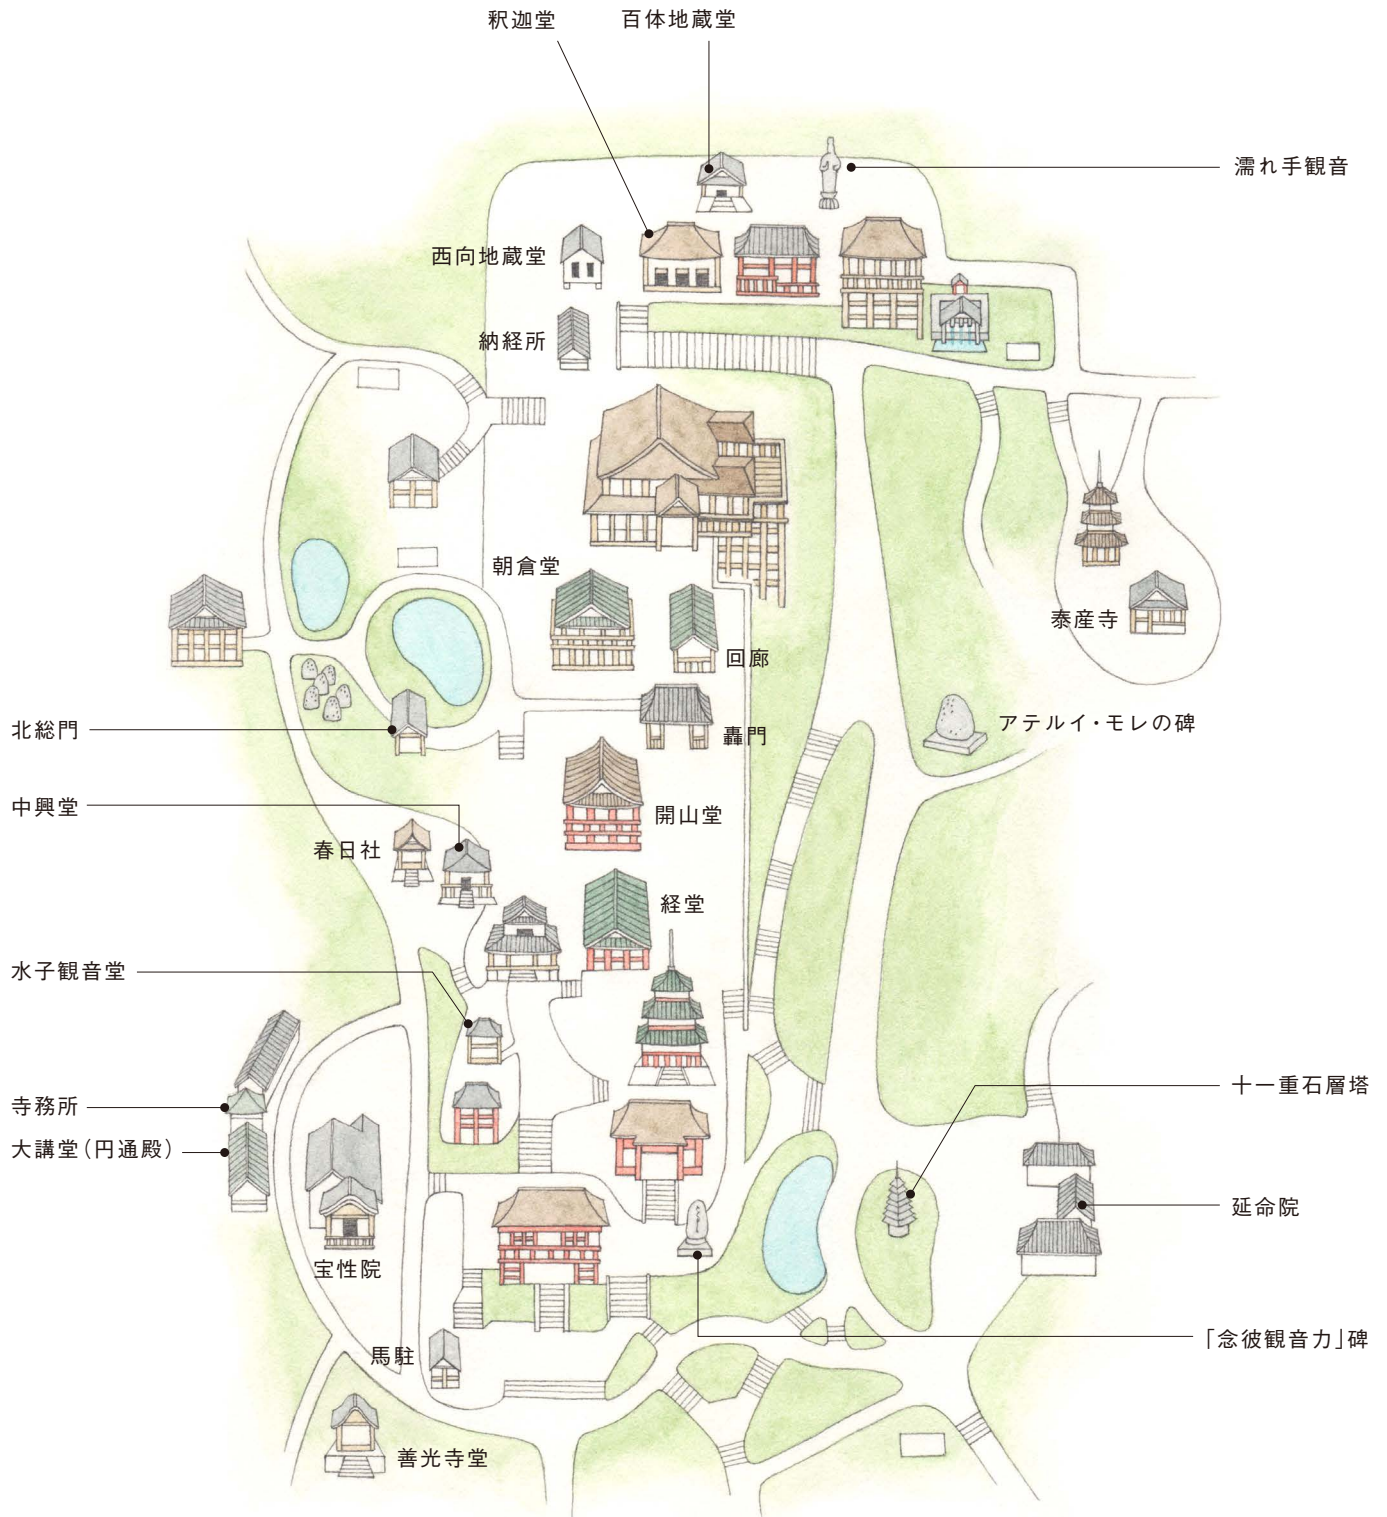 釈迦堂
百体地蔵堂
濡れ手観音
西向地蔵堂
納経所
朝倉堂
泰産寺
回廊
アテルイ・モレの碑
北総門
轟門
中興堂
開山堂
春日社
経堂
水子観音堂
十一重石層塔
寺務所
大講堂(円通殿)
延命院
宝性院
「念彼観音力」碑
馬駐
善光寺堂